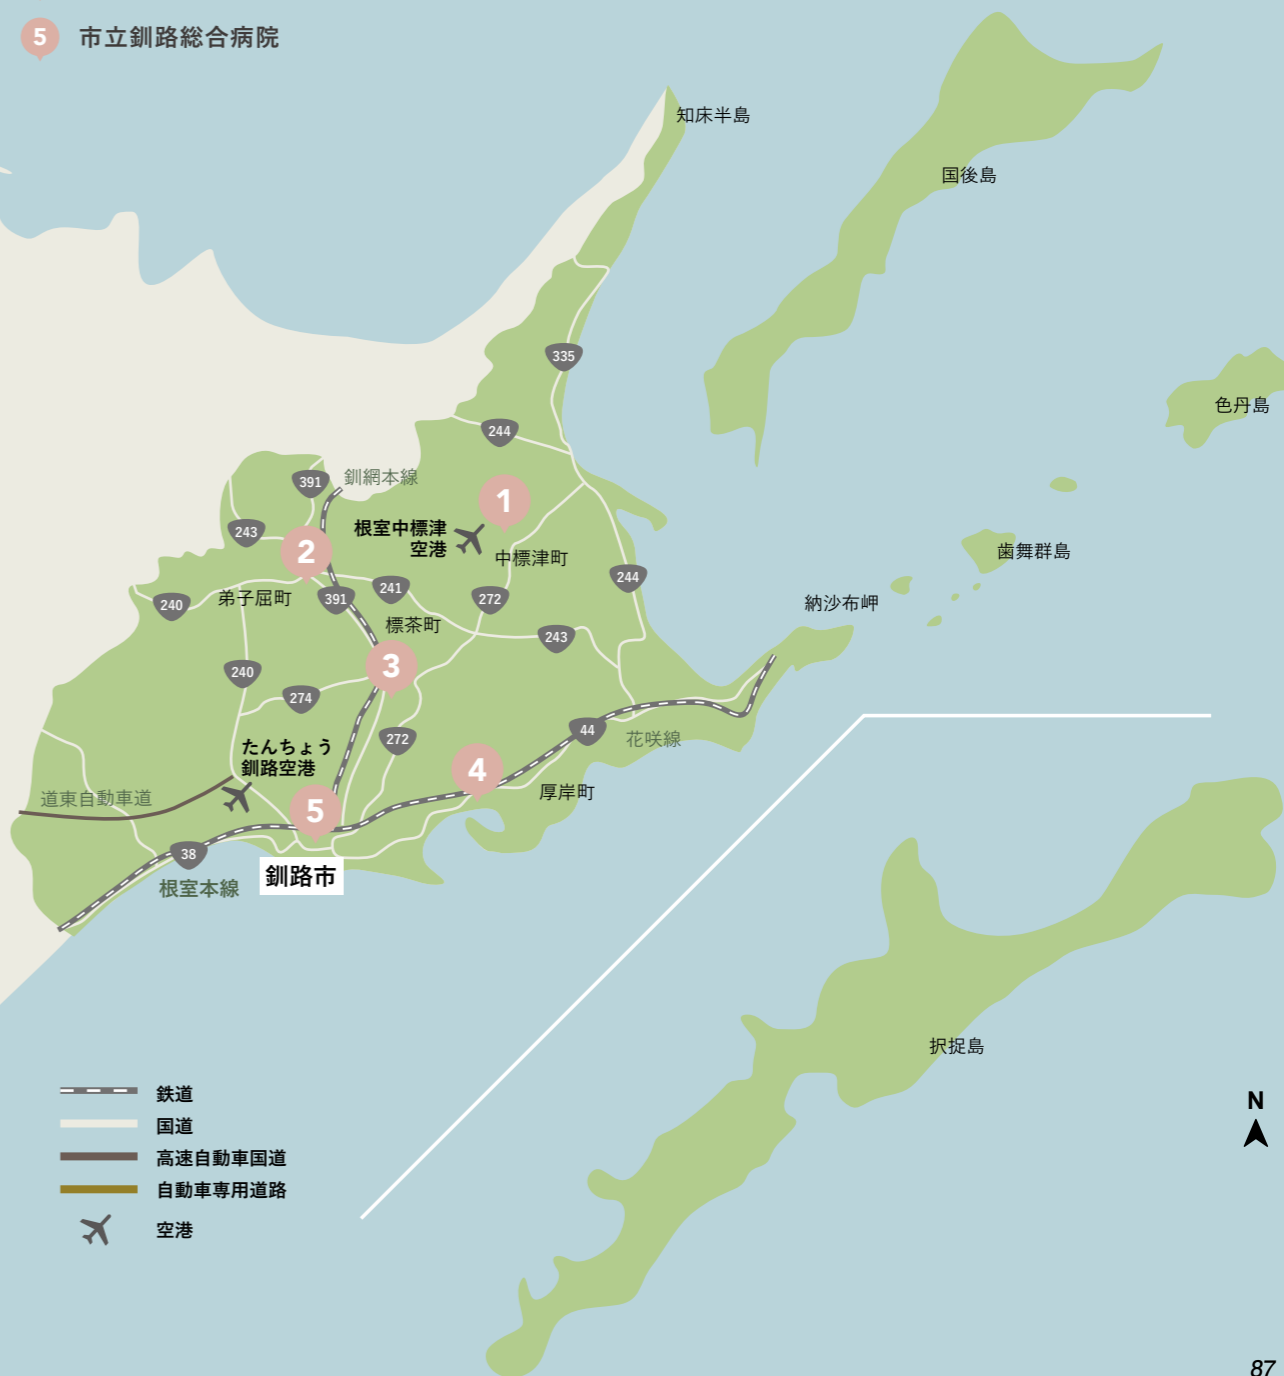 5 市立釧路総合病院
知床半島
国後島
335
色丹島
244
391
釧網本線
1
243
根室中標津
空港
2
中標津町
歯舞群島
244
241
弟子屈町
391
272
240
納沙布岬
標茶町
243
3
240
274
44
272
花咲線
たんちょう
釧路空港
4
厚岸町
道東自動車道
5
38
釧路市
根室本線
択捉島
鉄道
国道
高速自動車国道
自動車専用道路
空港
N
87